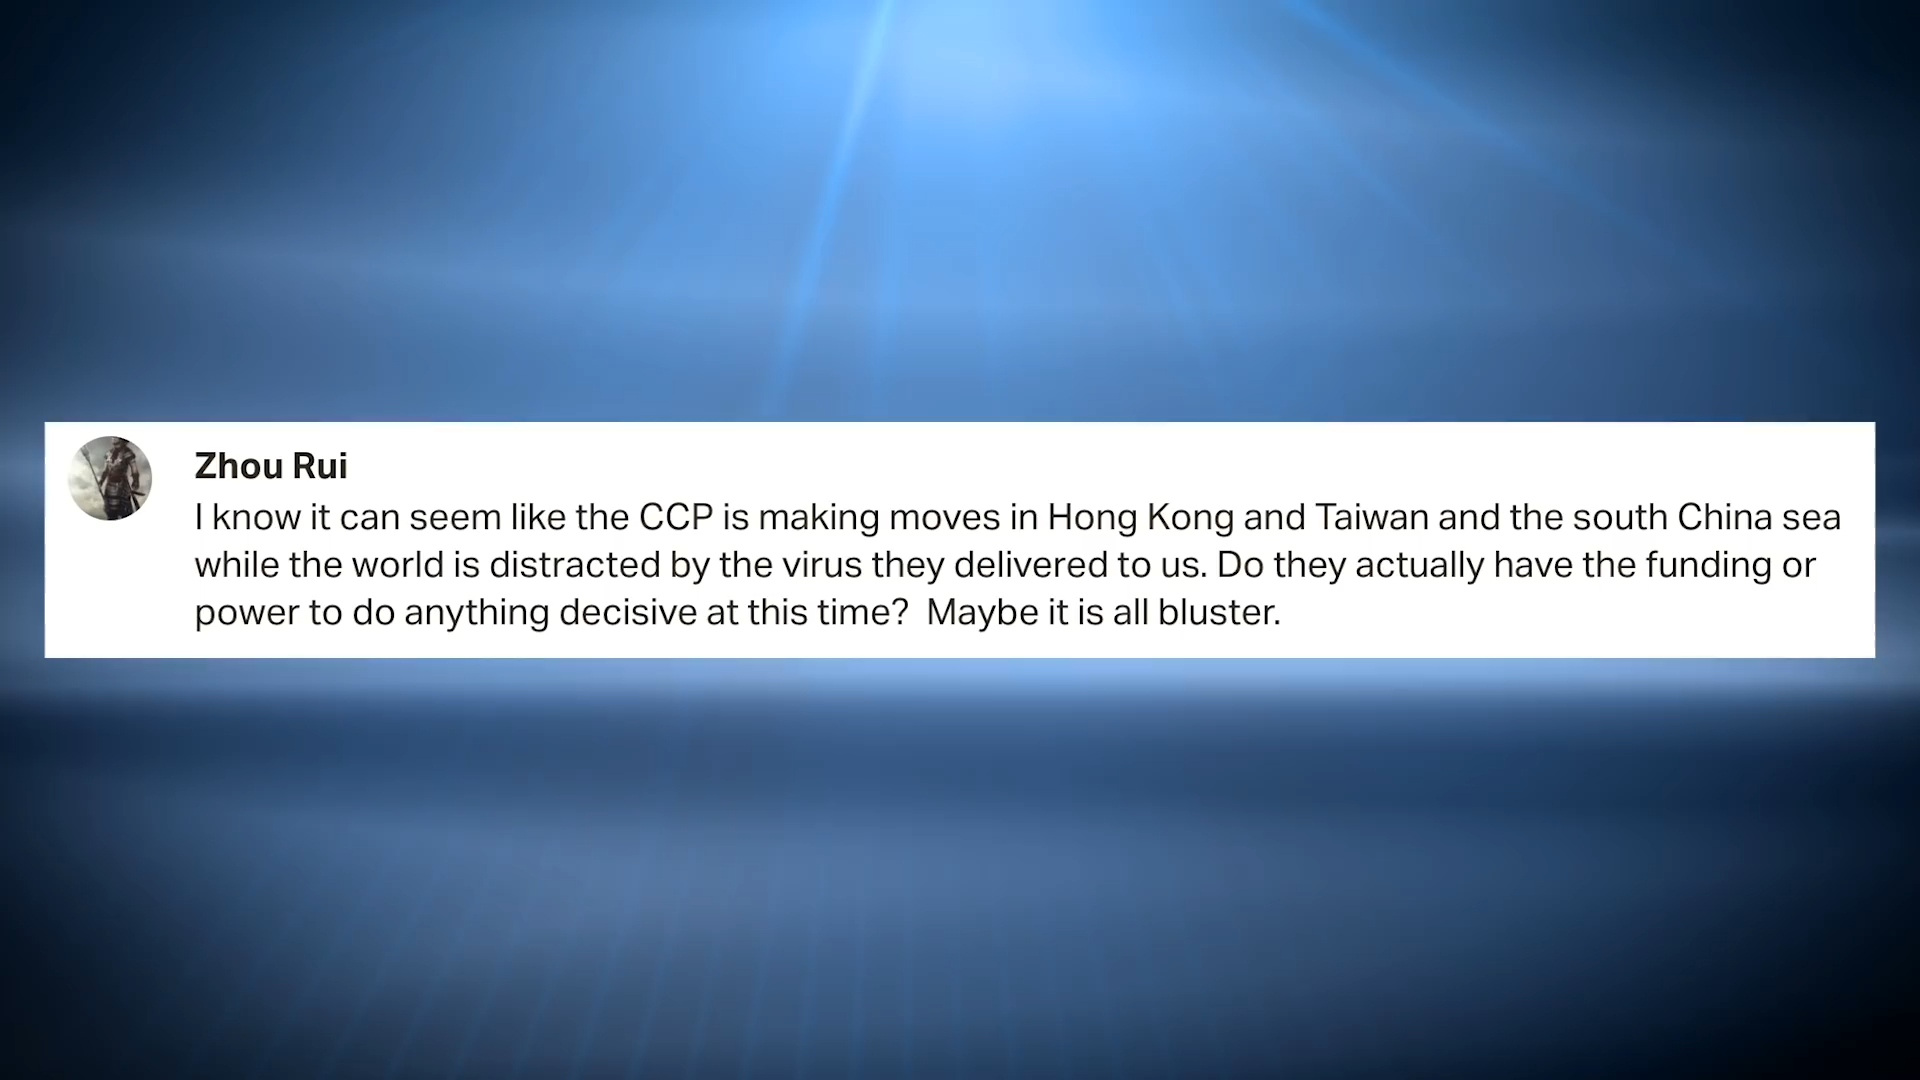 Zhou Rui
I know it can seem like the CCP is making moves in Hong Kong and Taiwan and the south China sea
while the world is distracted by the virus they delivered to us. Do they actually have the funding or
power to do anything decisive at this time?  Maybe it is all bluster.